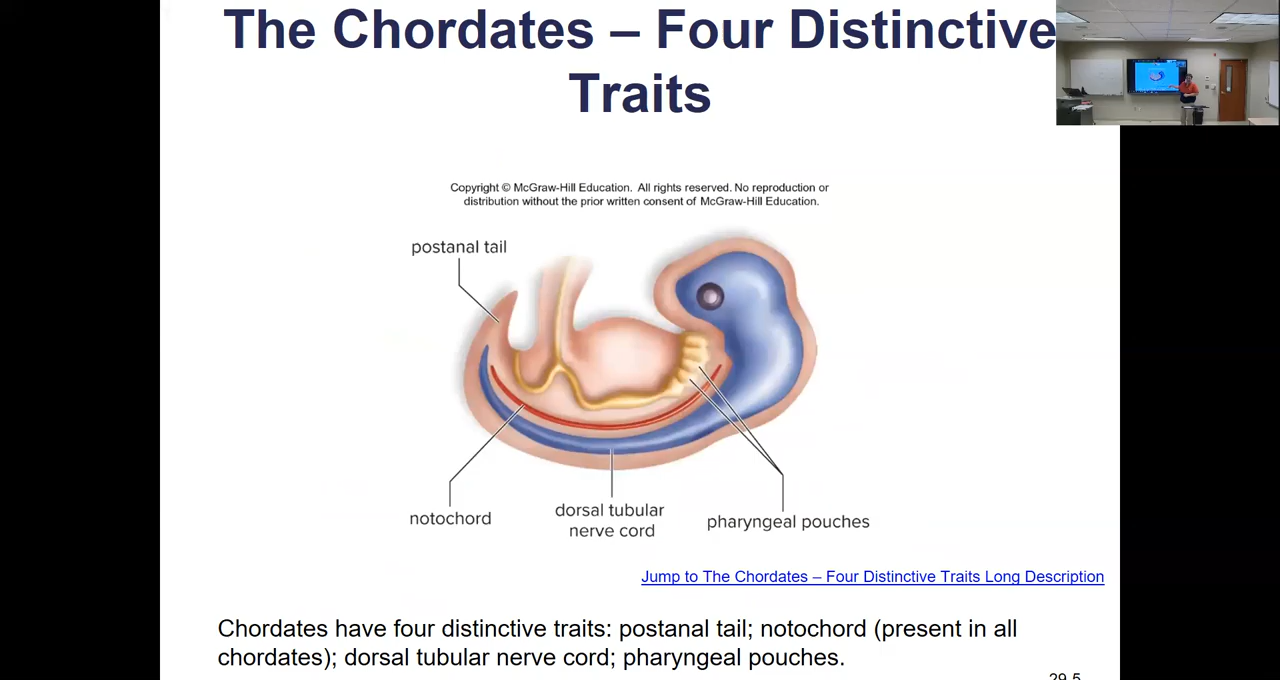 The Chordates – Four Distinctive
Traits
Copyright © McGraw-Hill Education. All rights reserved. No reproduction or
distribution without the prior written consent of McGraw-Hill Education.
postanal tail
notochord
dorsal tubular
nerve cord
pharyngeal pouches
Jump to The Chordates – Four Distinctive Traits Long Description
Chordates have four distinctive traits: postanal tail; notochord (present in all
chordates); dorsal tubular nerve cord; pharyngeal pouches.
29.5